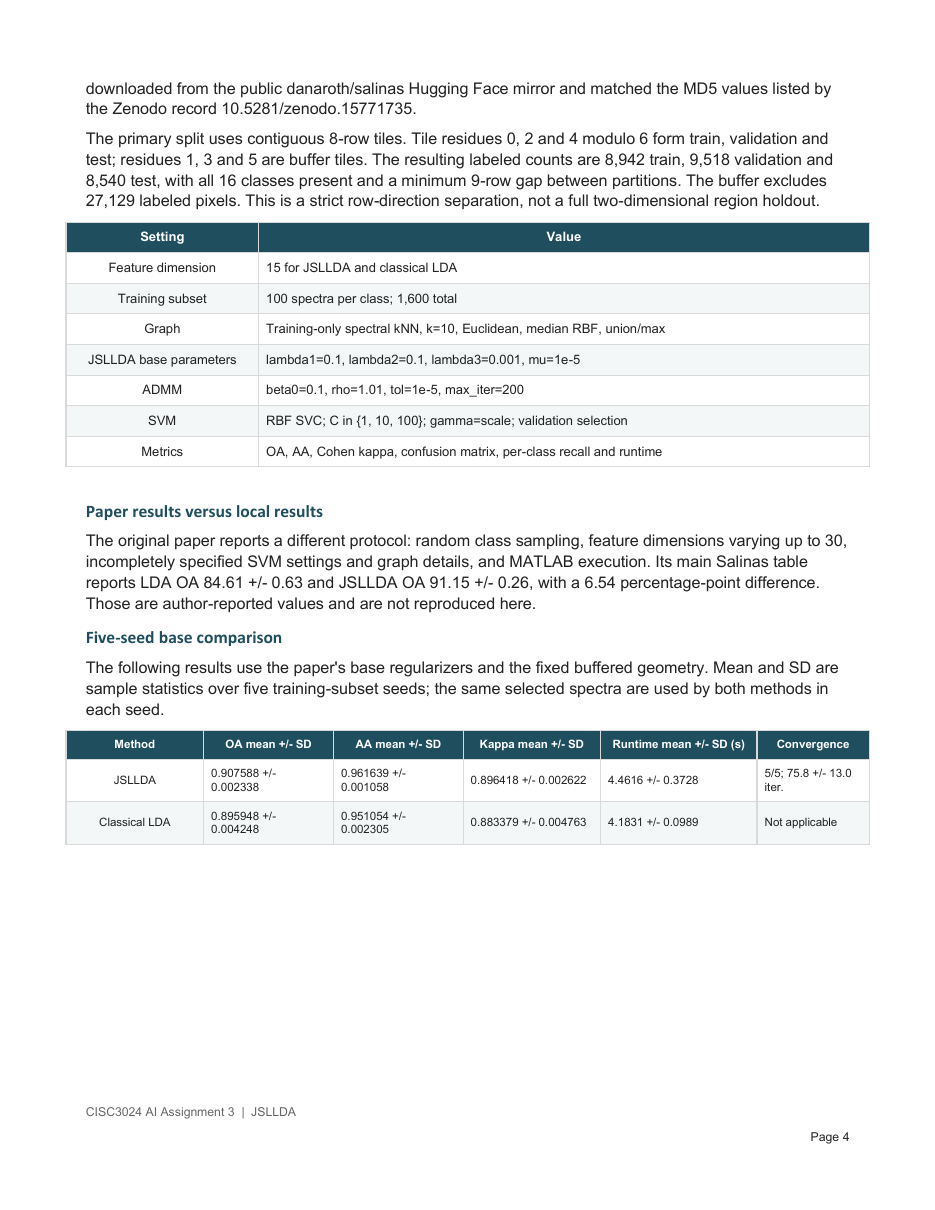 downloaded from the public danaroth/salinas Hugging Face mirror and matched the MD5 values listed by
the Zenodo record 10.5281/zenodo.15771735.
The primary split uses contiguous 8-row tiles. Tile residues 0, 2 and 4 modulo 6 form train, validation and
test; residues 1, 3 and 5 are buffer tiles. The resulting labeled counts are 8,942 train, 9,518 validation and
8,540 test, with all 16 classes present and a minimum 9-row gap between partitions. The buffer excludes
27,129 labeled pixels. This is a strict row-direction separation, not a full two-dimensional region holdout.
Setting Value
Feature dimension 15 for JSLLDA and classical LDA
Training subset 100 spectra per class; 1,600 total
Graph Training-only spectral kNN, k=10, Euclidean, median RBF, union/max
JSLLDA base parameters lambda1=0.1, lambda2=0.1, lambda3=0.001, mu=1e-5
ADMM beta0=0.1, rho=1.01, tol=1e-5, max_iter=200
SVM RBF SVC; C in {1, 10, 100}; gamma=scale; validation selection
Metrics OA, AA, Cohen kappa, confusion matrix, per-class recall and runtime
Paper results versus local results
The original paper reports a different protocol: random class sampling, feature dimensions varying up to 30,
incompletely specified SVM settings and graph details, and MATLAB execution. Its main Salinas table
reports LDA OA 84.61 +/- 0.63 and JSLLDA OA 91.15 +/- 0.26, with a 6.54 percentage-point difference.
Those are author-reported values and are not reproduced here.
Five-seed base comparison
The following results use the paper's base regularizers and the fixed buffered geometry. Mean and SD are
sample statistics over five training-subset seeds; the same selected spectra are used by both methods in
each seed.
Method OA mean +/- SD AA mean +/- SD Kappa mean +/- SD Runtime mean +/- SD (s) Convergence
JSLLDA 0.907588 +/- 0.002338 0.961639 +/- 0.001058 0.896418 +/- 0.002622 4.4616 +/- 0.3728 5/5; 75.8 +/- 13.0 iter.
Classical LDA 0.895948 +/- 0.004248 0.951054 +/- 0.002305 0.883379 +/- 0.004763 4.1831 +/- 0.0989 Not applicable
CISC3024 AI Assignment 3 | JSLLDA
Page 4